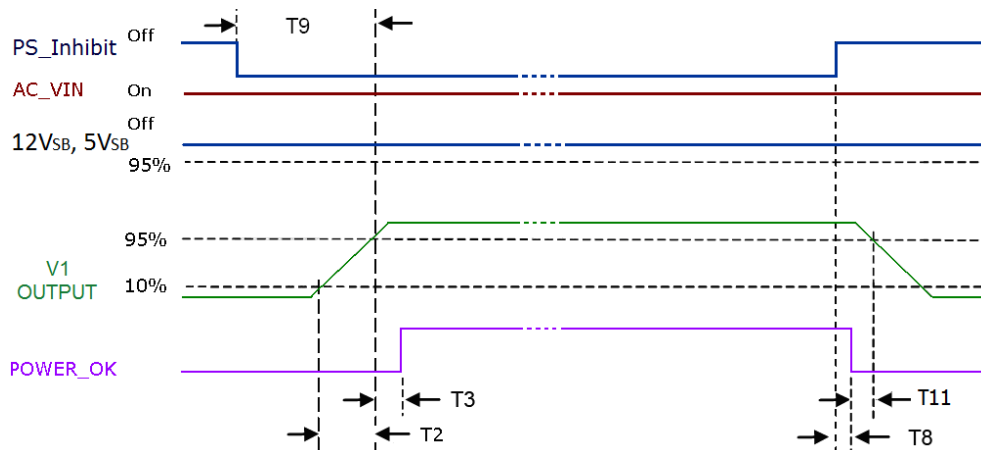 T9
PS_Inhibit Off
AC_VIN On
Off
12VSB, 5VSB
95%
95%
V1
OUTPUT
10%
POWER_OK
T3
T11
T2
T8